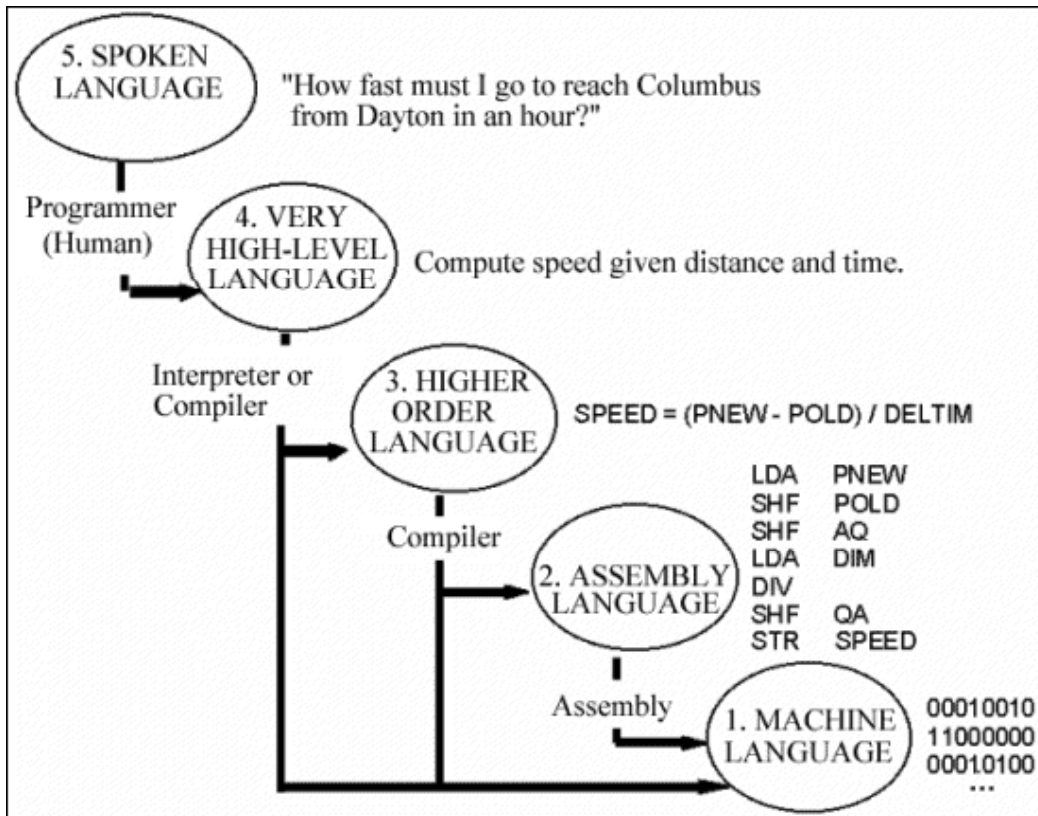 5. SPOKEN
LANGUAGE
"How fast must I go to reach Columbus
from Dayton in an hour?"
Programmer
(Human)
4. VERY
HIGH-LEVEL
LANGUAGE
Compute speed given distance and time.
Interpreter or
Compiler
3. HIGHER
ORDER
LANGUAGE
SPEED = (PNEW - POLD) / DELTIM
Compiler
2. ASSEMBLY
LANGUAGE
LDA PNEW
SHF POLD
SHF AQ
LDA DIM
DIV
SHF QA
STR SPEED
Assembly
1. MACHINE
LANGUAGE
00010010
11000000
00010100
...